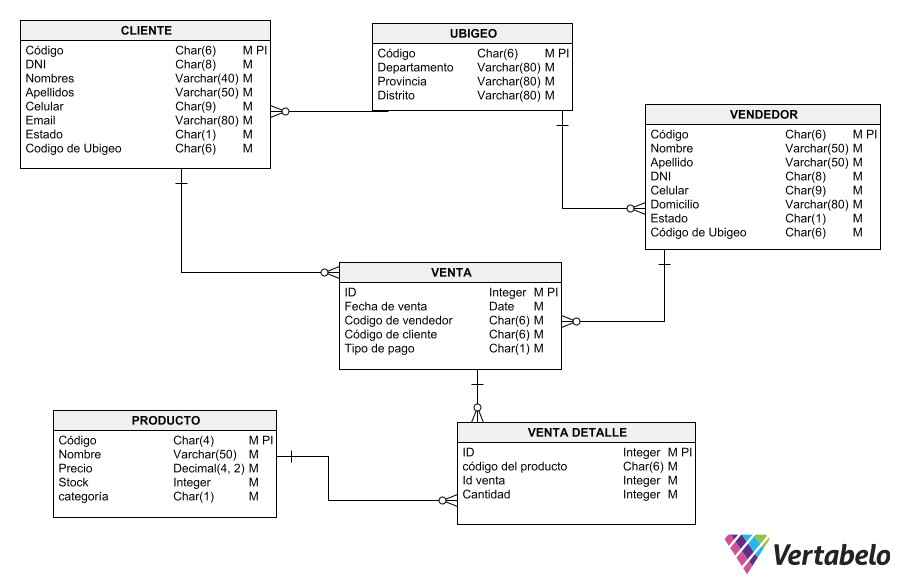 CLIENTE
Código Char(6) M PI
DNI Char(8) M
Nombres Varchar(40) M
Apellidos Varchar(50) M
Celular Char(9) M
Email Varchar(80) M
Estado Char(1) M
Codigo de Ubigeo Char(6) M
UBIGEO
Código Char(6) M PI
Departamento Varchar(80) M
Provincia Varchar(80) M
Distrito Varchar(80) M
VENDEDOR
Código Char(6) M PI
Nombre Varchar(50) M
Apellido Varchar(50) M
DNI Char(8) M
Celular Char(9) M
Domicilio Varchar(80) M
Estado Char(1) M
Código de Ubigeo Char(6) M
VENTA
ID Integer M PI
Fecha de venta Date M
Codigo de vendedor Char(6) M
Código de cliente Char(6) M
Tipo de pago Char(1) M
PRODUCTO
Código Char(4) M PI
Nombre Varchar(50) M
Precio Decimal(4, 2) M
Stock Integer M
categoría Char(1) M
VENTA DETALLE
ID Integer M PI
código del producto Char(6) M
Id venta Integer M
Cantidad Integer M
Vertabelo